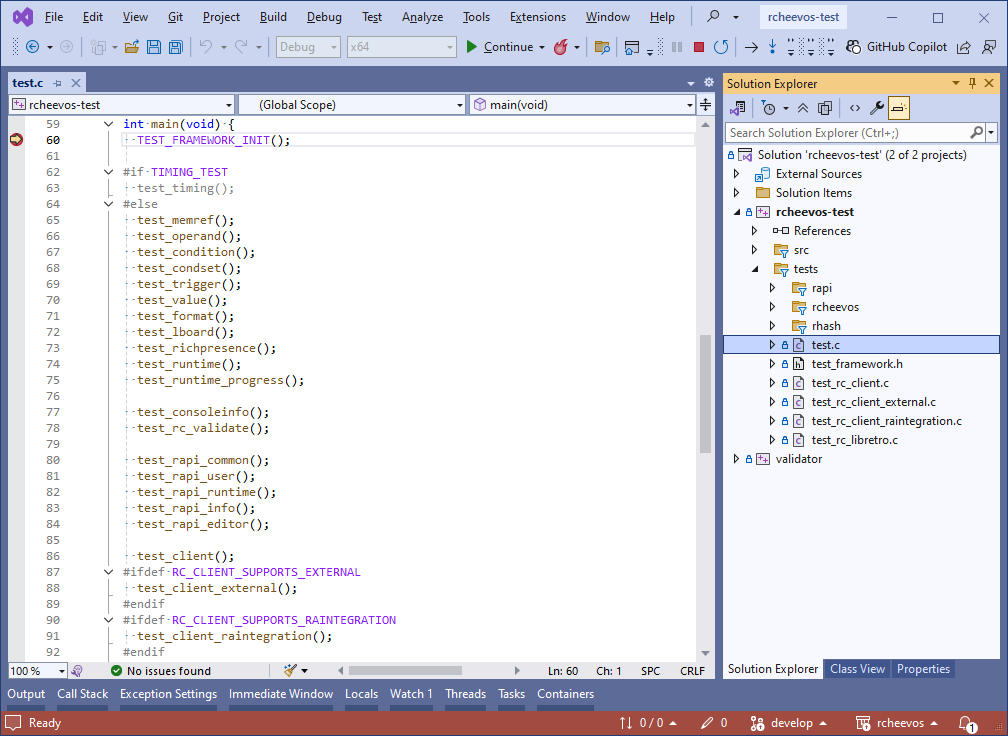 File Edit View Git Project Build Debug Test Analyze Tools Extensions Window Help rcheevos-test
Debug x64 Continue GitHub Copilot
test.c
rcheevos-test (Global Scope) main(void)
59 int main(void) {
60 TEST_FRAMEWORK_INIT();
61
62 #if TIMING_TEST
63 test_timing();
64 #else
65 test_memref();
66 test_operand();
67 test_condition();
68 test_condset();
69 test_trigger();
70 test_value();
71 test_format();
72 test_lboard();
73 test_richpresence();
74 test_runtime();
75 test_runtime_progress();
76
77 test_consoleinfo();
78 test_rc_validate();
79
80 test_rapi_common();
81 test_rapi_user();
82 test_rapi_runtime();
83 test_rapi_info();
84 test_rapi_editor();
85
86 test_client();
87 #ifdef RC_CLIENT_SUPPORTS_EXTERNAL
88 test_client_external();
89 #endif
90 #ifdef RC_CLIENT_SUPPORTS_RAINTEGRATION
91 test_client_raintegration();
92 #endif
100 % No issues found Ln: 60 Ch: 1 SPC CRLF
Solution Explorer
Search Solution Explorer (Ctrl+;)
Solution 'rcheevos-test' (2 of 2 projects)
External Sources
Solution Items
rcheevos-test
References
src
tests
rapi
rcheevos
rhash
test.c
test_framework.h
test_rc_client.c
test_rc_client_external.c
test_rc_client_raintegration.c
test_rc_libretro.c
validator
Solution Explorer Class View Properties
Output Call Stack Exception Settings Immediate Window Locals Watch 1 Threads Tasks Containers
Ready 0 / 0 0 develop rcheevos 1